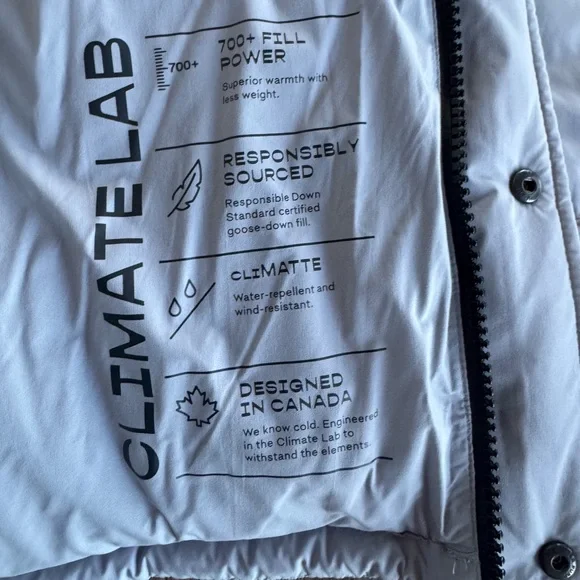 CLIMATE LAB
700+
700+ FILL
POWER
Superior warmth with
less weight.
RESPONSIBLY
SOURCED
Responsible Down
Standard certified
goose-down fill.
CLIMATTE
Water-repellent and
wind-resistant.
DESIGNED
IN CANADA
We know cold. Engineered
in the Climate Lab to
withstand the elements.